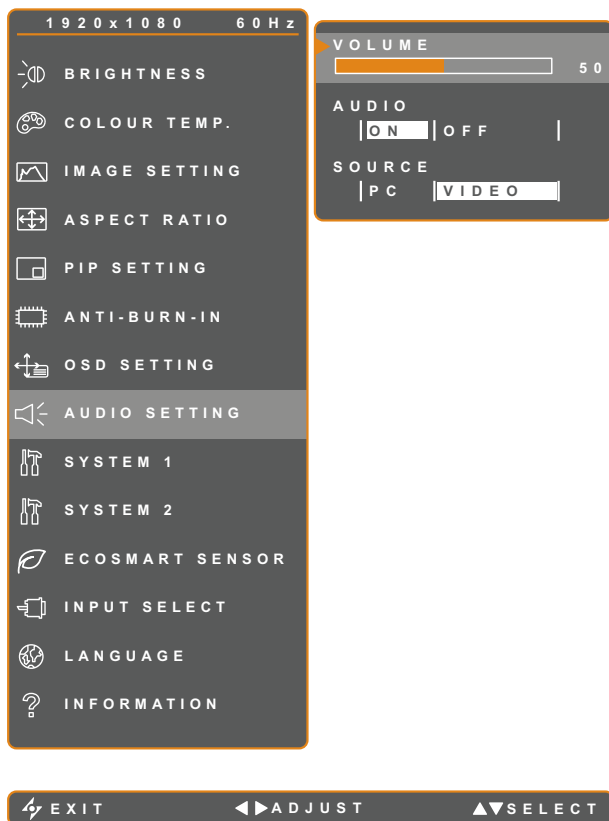 1920x1080 60Hz
BRIGHTNESS
COLOUR TEMP.
IMAGE SETTING
ASPECT RATIO
PIP SETTING
ANTI-BURN-IN
OSD SETTING
AUDIO SETTING
SYSTEM 1
SYSTEM 2
ECOSMART SENSOR
INPUT SELECT
LANGUAGE
INFORMATION
VOLUME
50
AUDIO
ON OFF
SOURCE
PC VIDEO
EXIT ADJUST SELECT